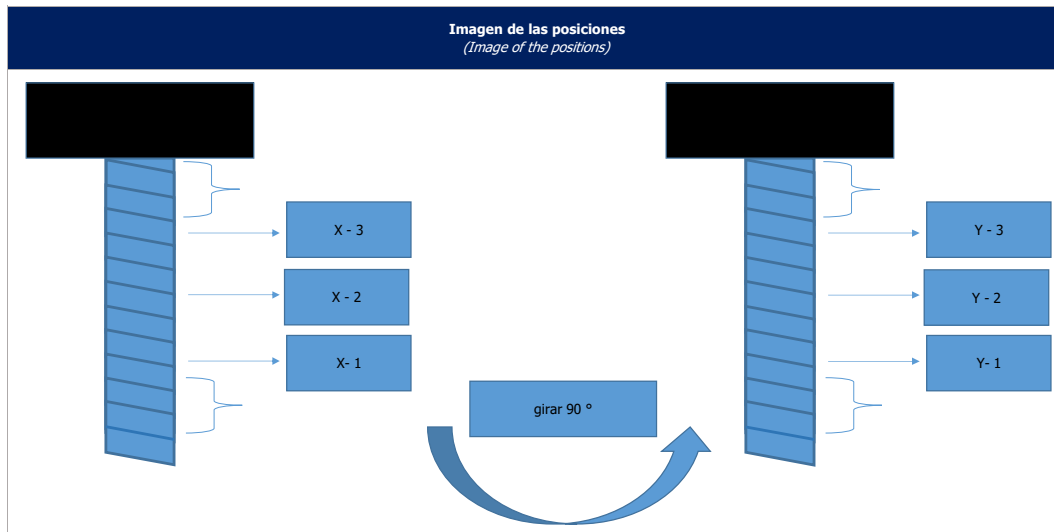 Imagen de las posiciones
(Image of the positions)
X - 3
X - 2
X- 1
girar 90 °
Y - 3
Y - 2
Y- 1